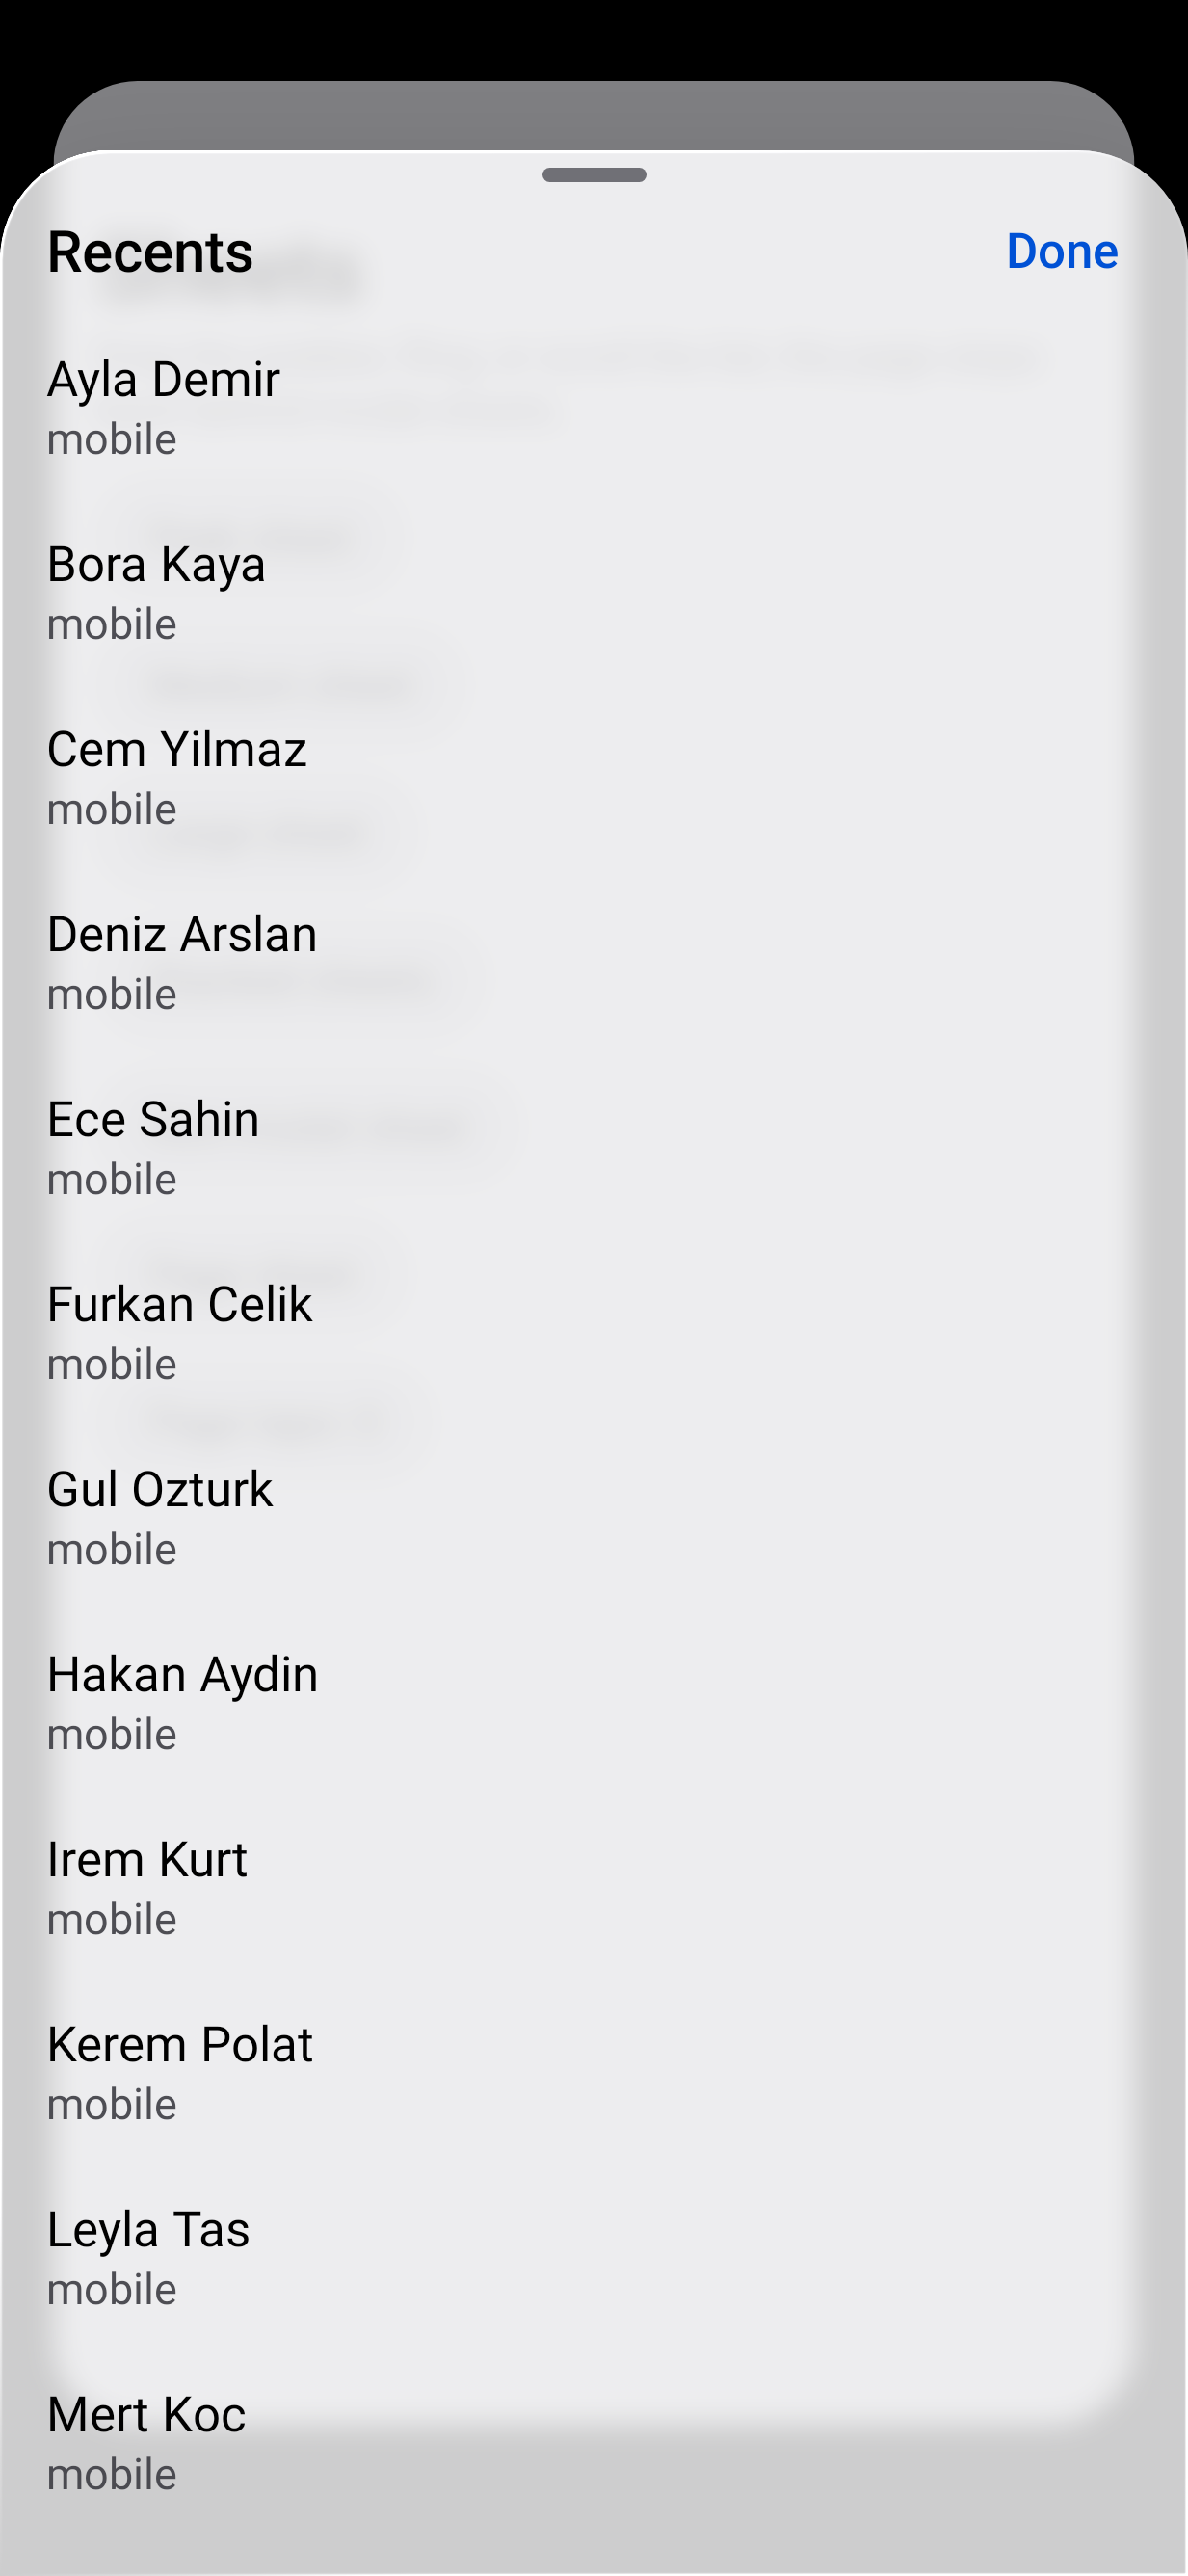 Recents
Done
Ayla Demir
mobile
Bora Kaya
mobile
Cem Yilmaz
mobile
Deniz Arslan
mobile
Ece Sahin
mobile
Furkan Celik
mobile
Gul Ozturk
mobile
Hakan Aydin
mobile
Irem Kurt
mobile
Kerem Polat
mobile
Leyla Tas
mobile
Mert Koc
mobile